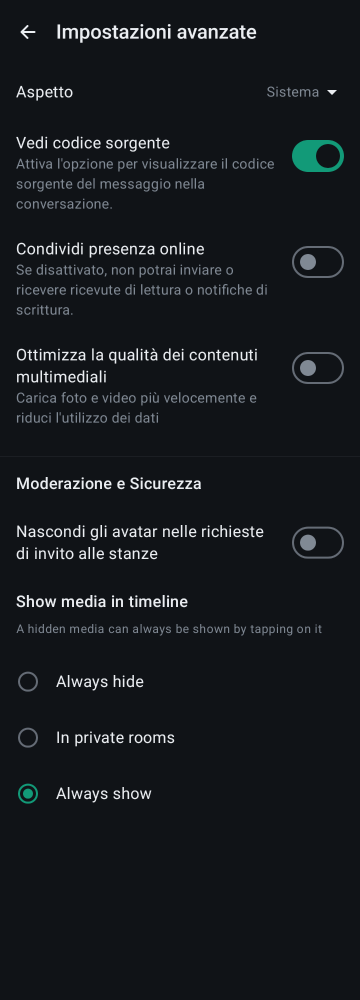 Impostazioni avanzate
Aspetto
Sistema
Vedi codice sorgente
Attiva l'opzione per visualizzare il codice
sorgente del messaggio nella
conversazione.
Condividi presenza online
Se disattivato, non potrai inviare o
ricevere ricevute di lettura o notifiche di
scrittura.
Ottimizza la qualità dei contenuti
multimediali
Carica foto e video più velocemente e
riduci l'utilizzo dei dati
Moderazione e Sicurezza
Nascondi gli avatar nelle richieste
di invito alle stanze
Show media in timeline
A hidden media can always be shown by tapping on it
Always hide
In private rooms
Always show